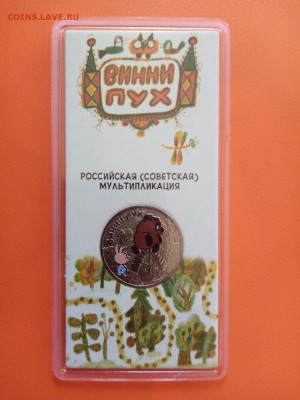 coins.lave.ru
ВИННИ
ПУХ
РОССИЙСКАЯ (СОВЕТСКАЯ)
МУЛЬТИПЛИКАЦИЯ